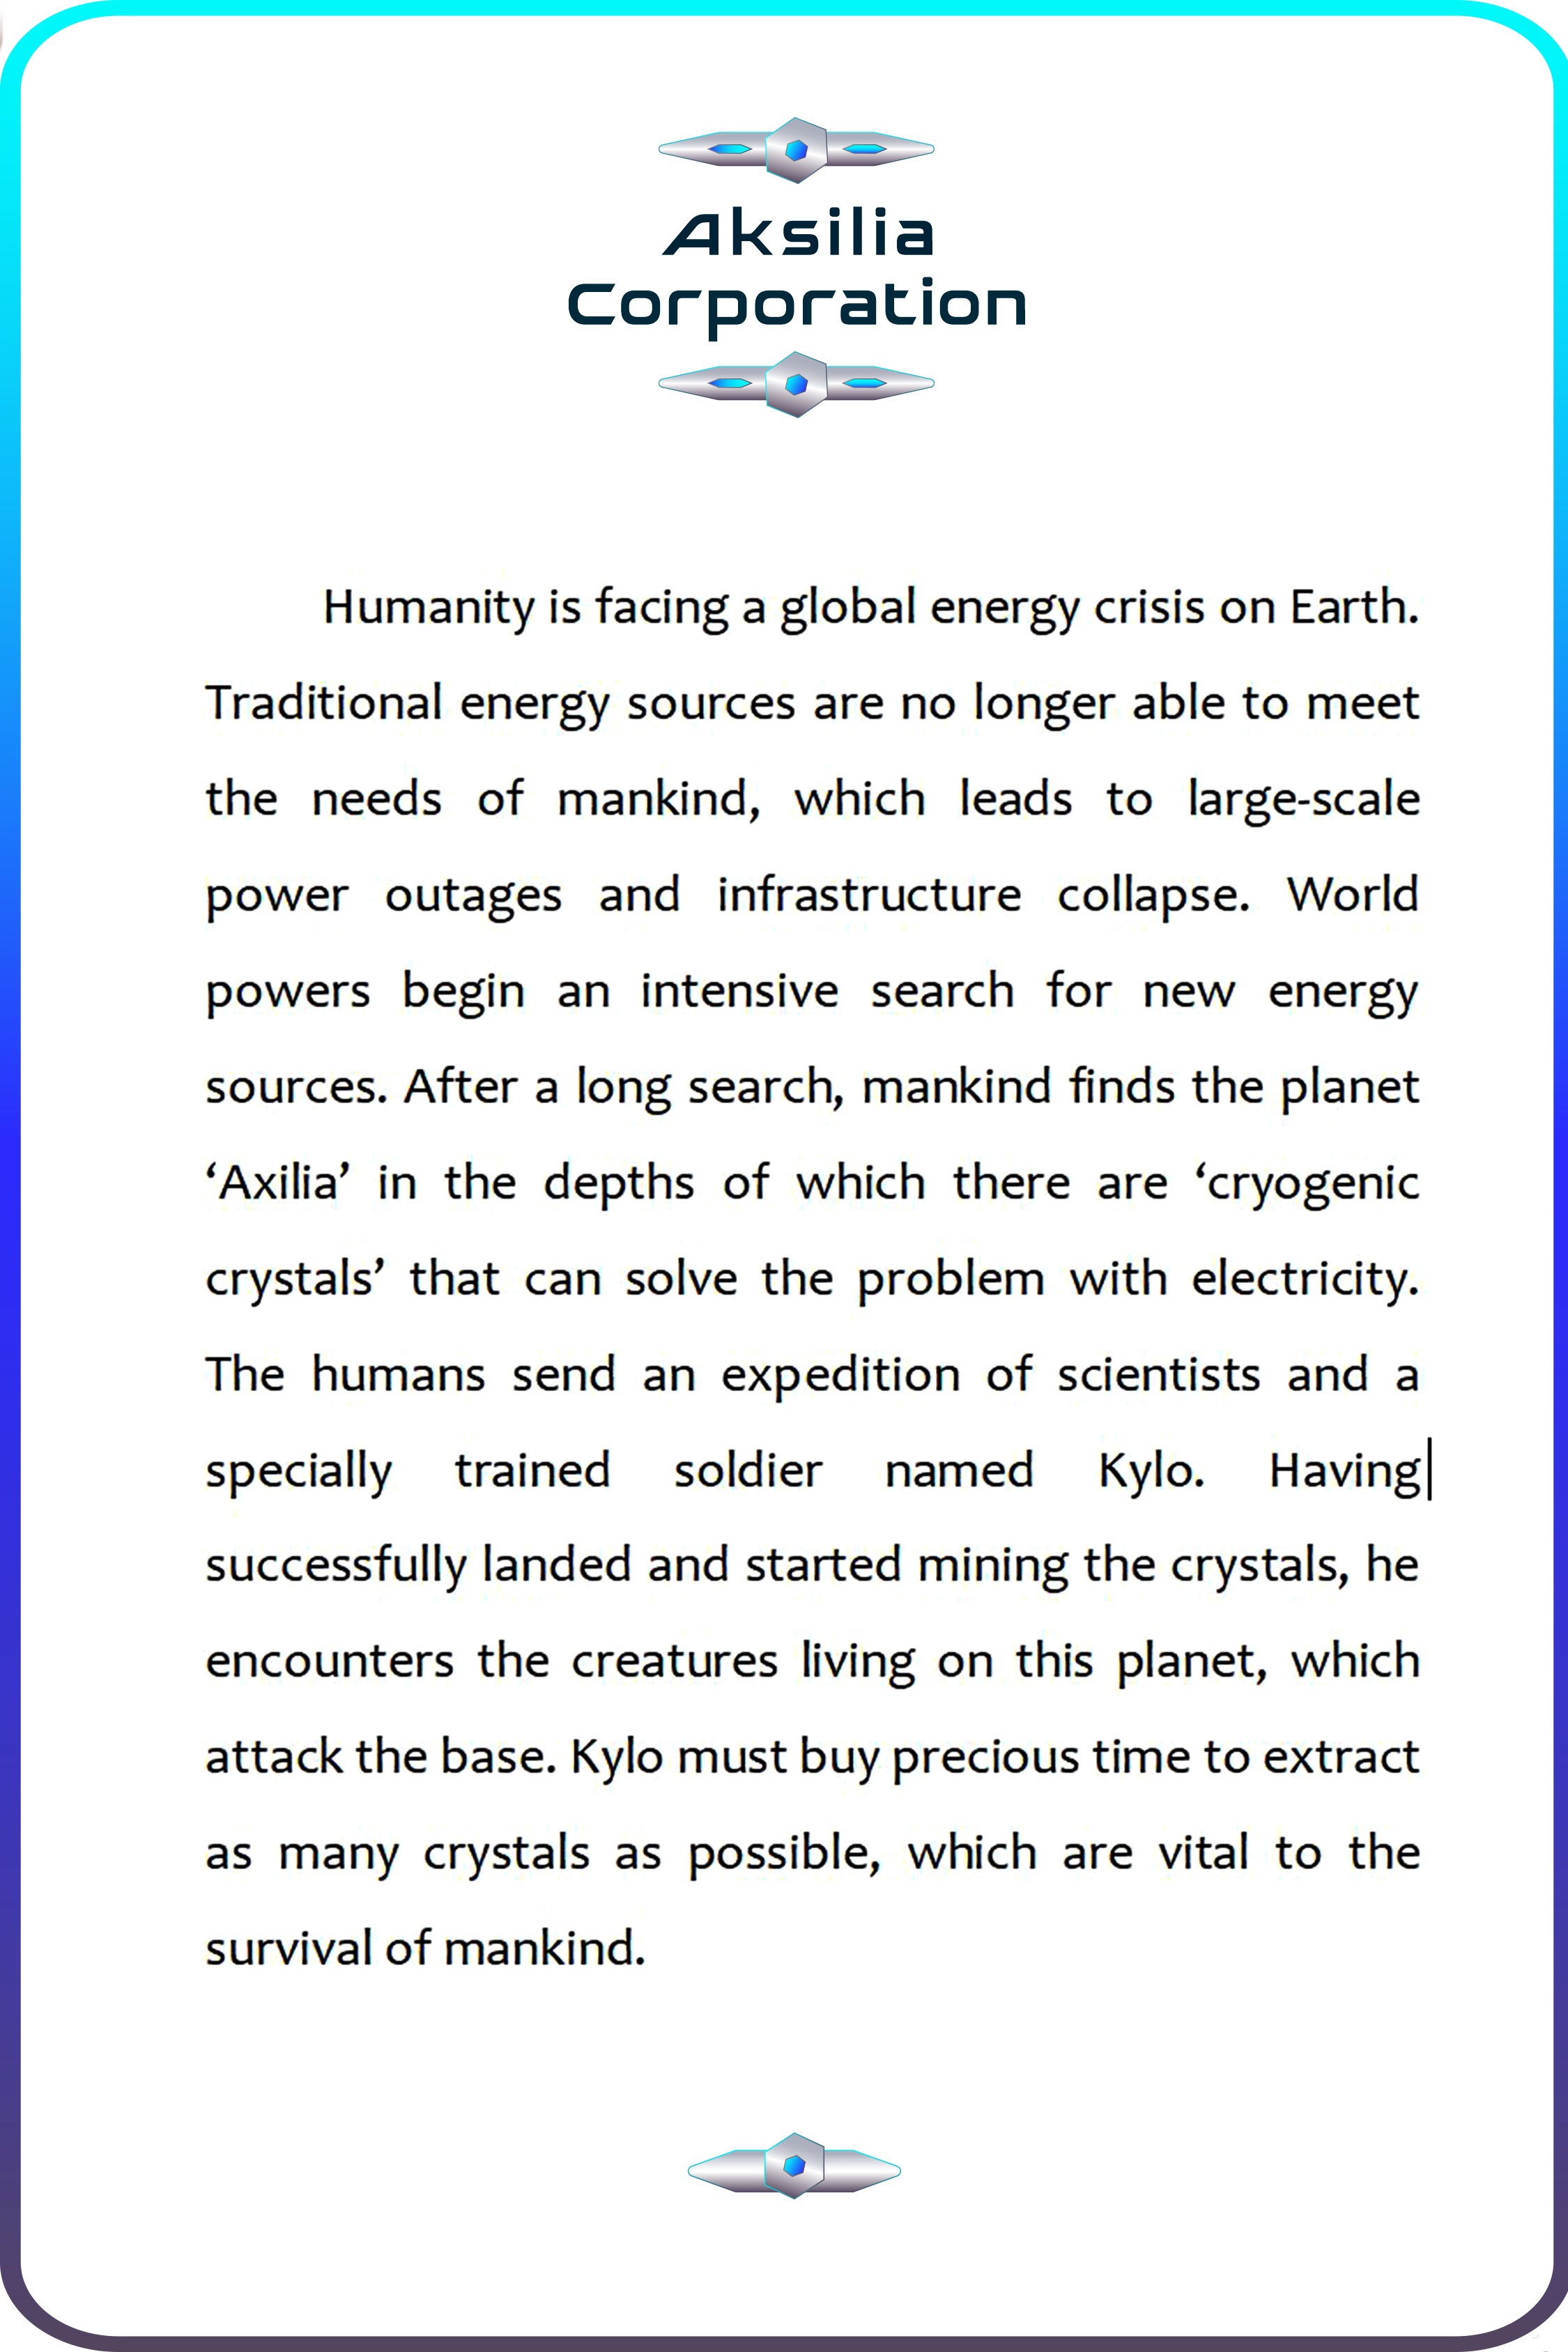 Aksilia
Corporation
Humanity is facing a global energy crisis on Earth.
Traditional energy sources are no longer able to meet
the needs of mankind, which leads to large-scale
power outages and infrastructure collapse. World
powers begin an intensive search for new energy
sources. After a long search, mankind finds the planet
‘Axilia’ in the depths of which there are ‘cryogenic
crystals’ that can solve the problem with electricity.
The humans send an expedition of scientists and a
specially trained soldier named Kylo. Having
successfully landed and started mining the crystals, he
encounters the creatures living on this planet, which
attack the base. Kylo must buy precious time to extract
as many crystals as possible, which are vital to the
survival of mankind.